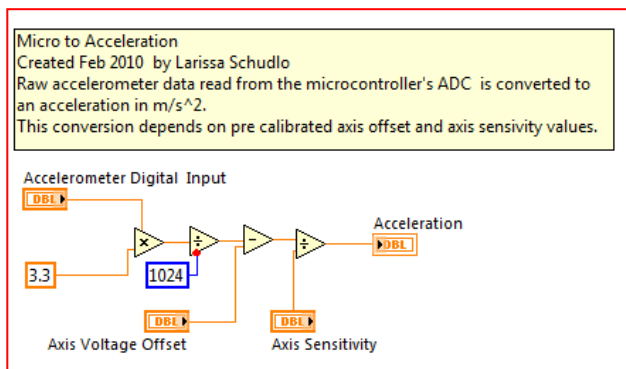 Micro to Acceleration
Created Feb 2010 by Larissa Schudlo
Raw accelerometer data read from the microcontroller's ADC is converted to
an acceleration in m/s^2.
This conversion depends on pre calibrated axis offset and axis sensivity values.
Accelerometer Digital Input
DBL
Acceleration
DBL
×
÷
-
÷
3.3
1024
DBL
DBL
Axis Voltage Offset
Axis Sensitivity